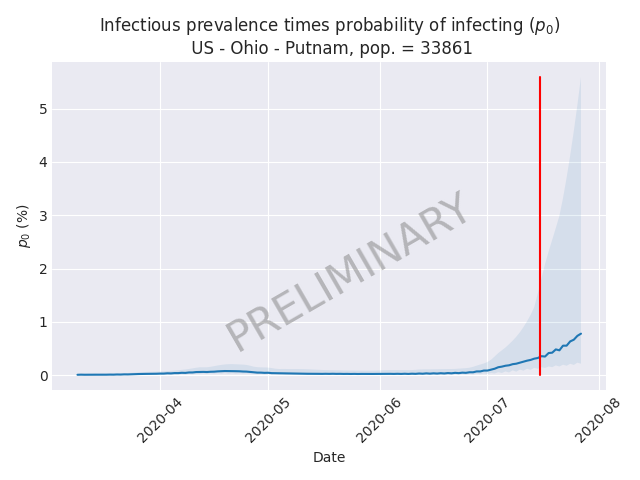 Infectious prevalence times probability of infecting (p₀)
US - Ohio - Putnam, pop. = 33861
5
4
3
2
1
0
p₀ (%)
PRELIMINARY
2020-04
2020-05
2020-06
2020-07
2020-08
Date